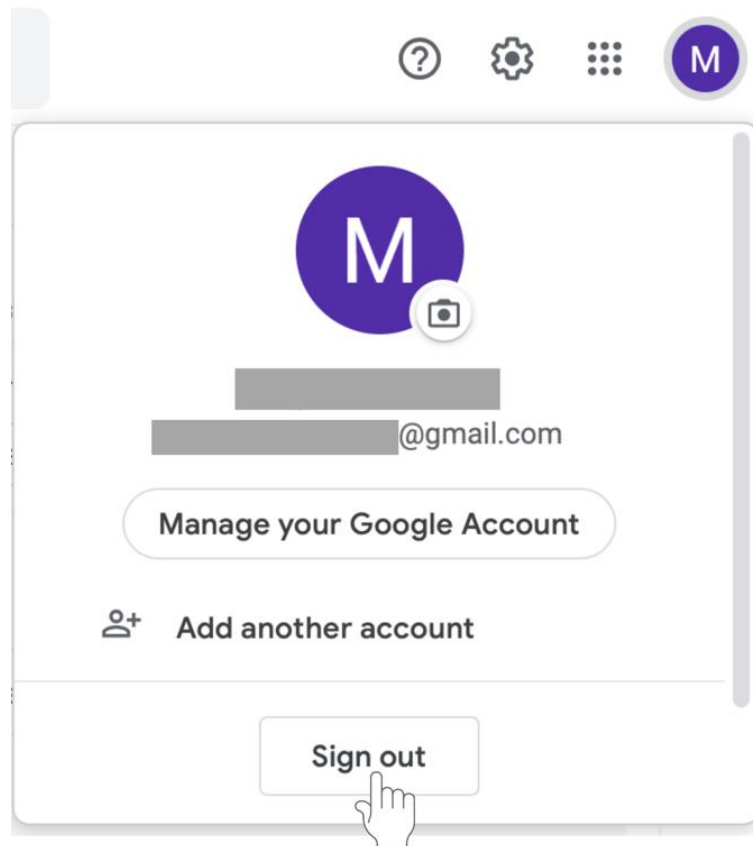 M
M
@gmail.com
Manage your Google Account
Add another account
Sign out